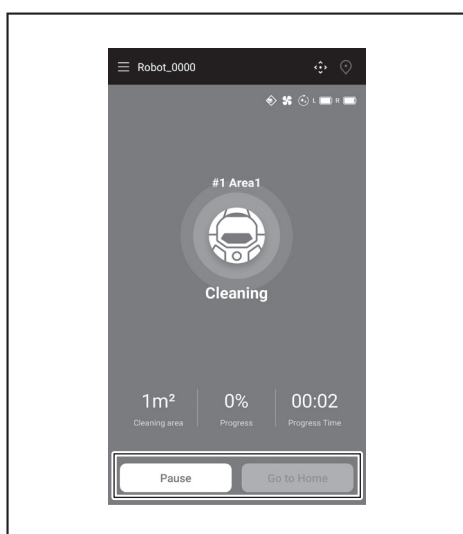 Robot_0000
L R
#1 Area1
Cleaning
1m² 0% 00:02
Cleaning area Progress Progress Time
Pause Go to Home